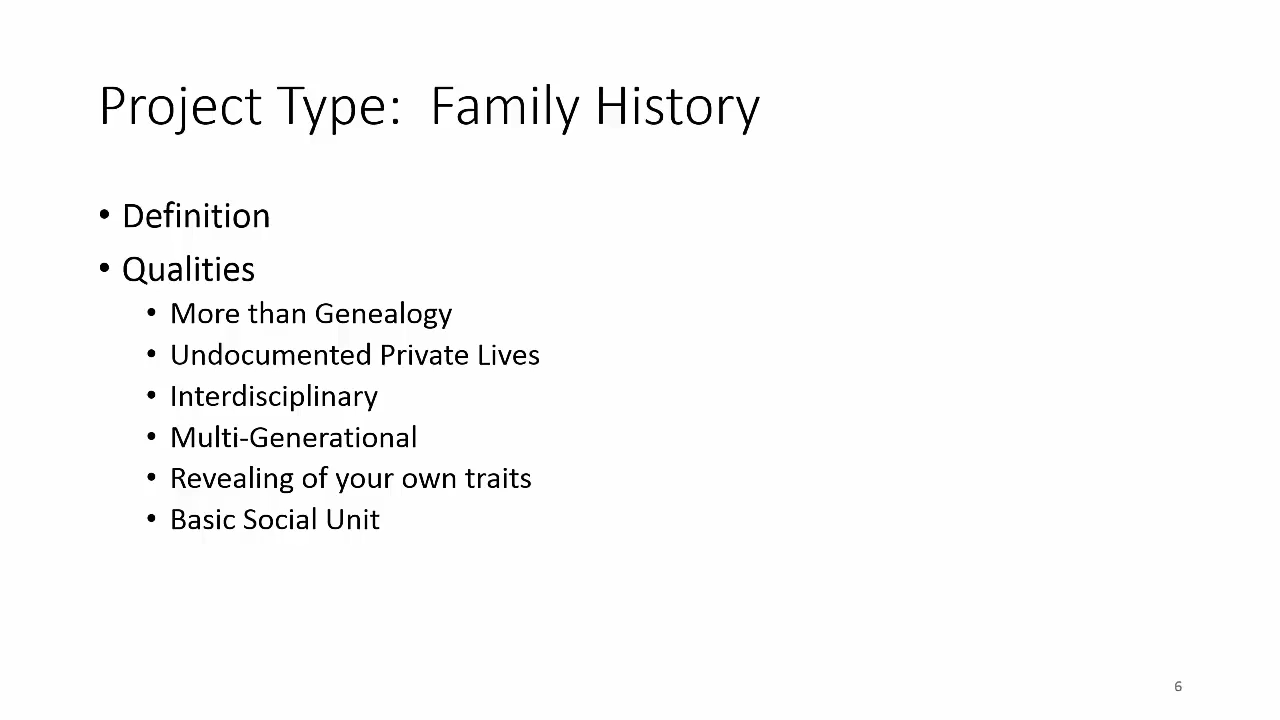 Project Type: Family History
• Definition
• Qualities
• More than Genealogy
• Undocumented Private Lives
• Interdisciplinary
• Multi-Generational
• Revealing of your own traits
• Basic Social Unit
6